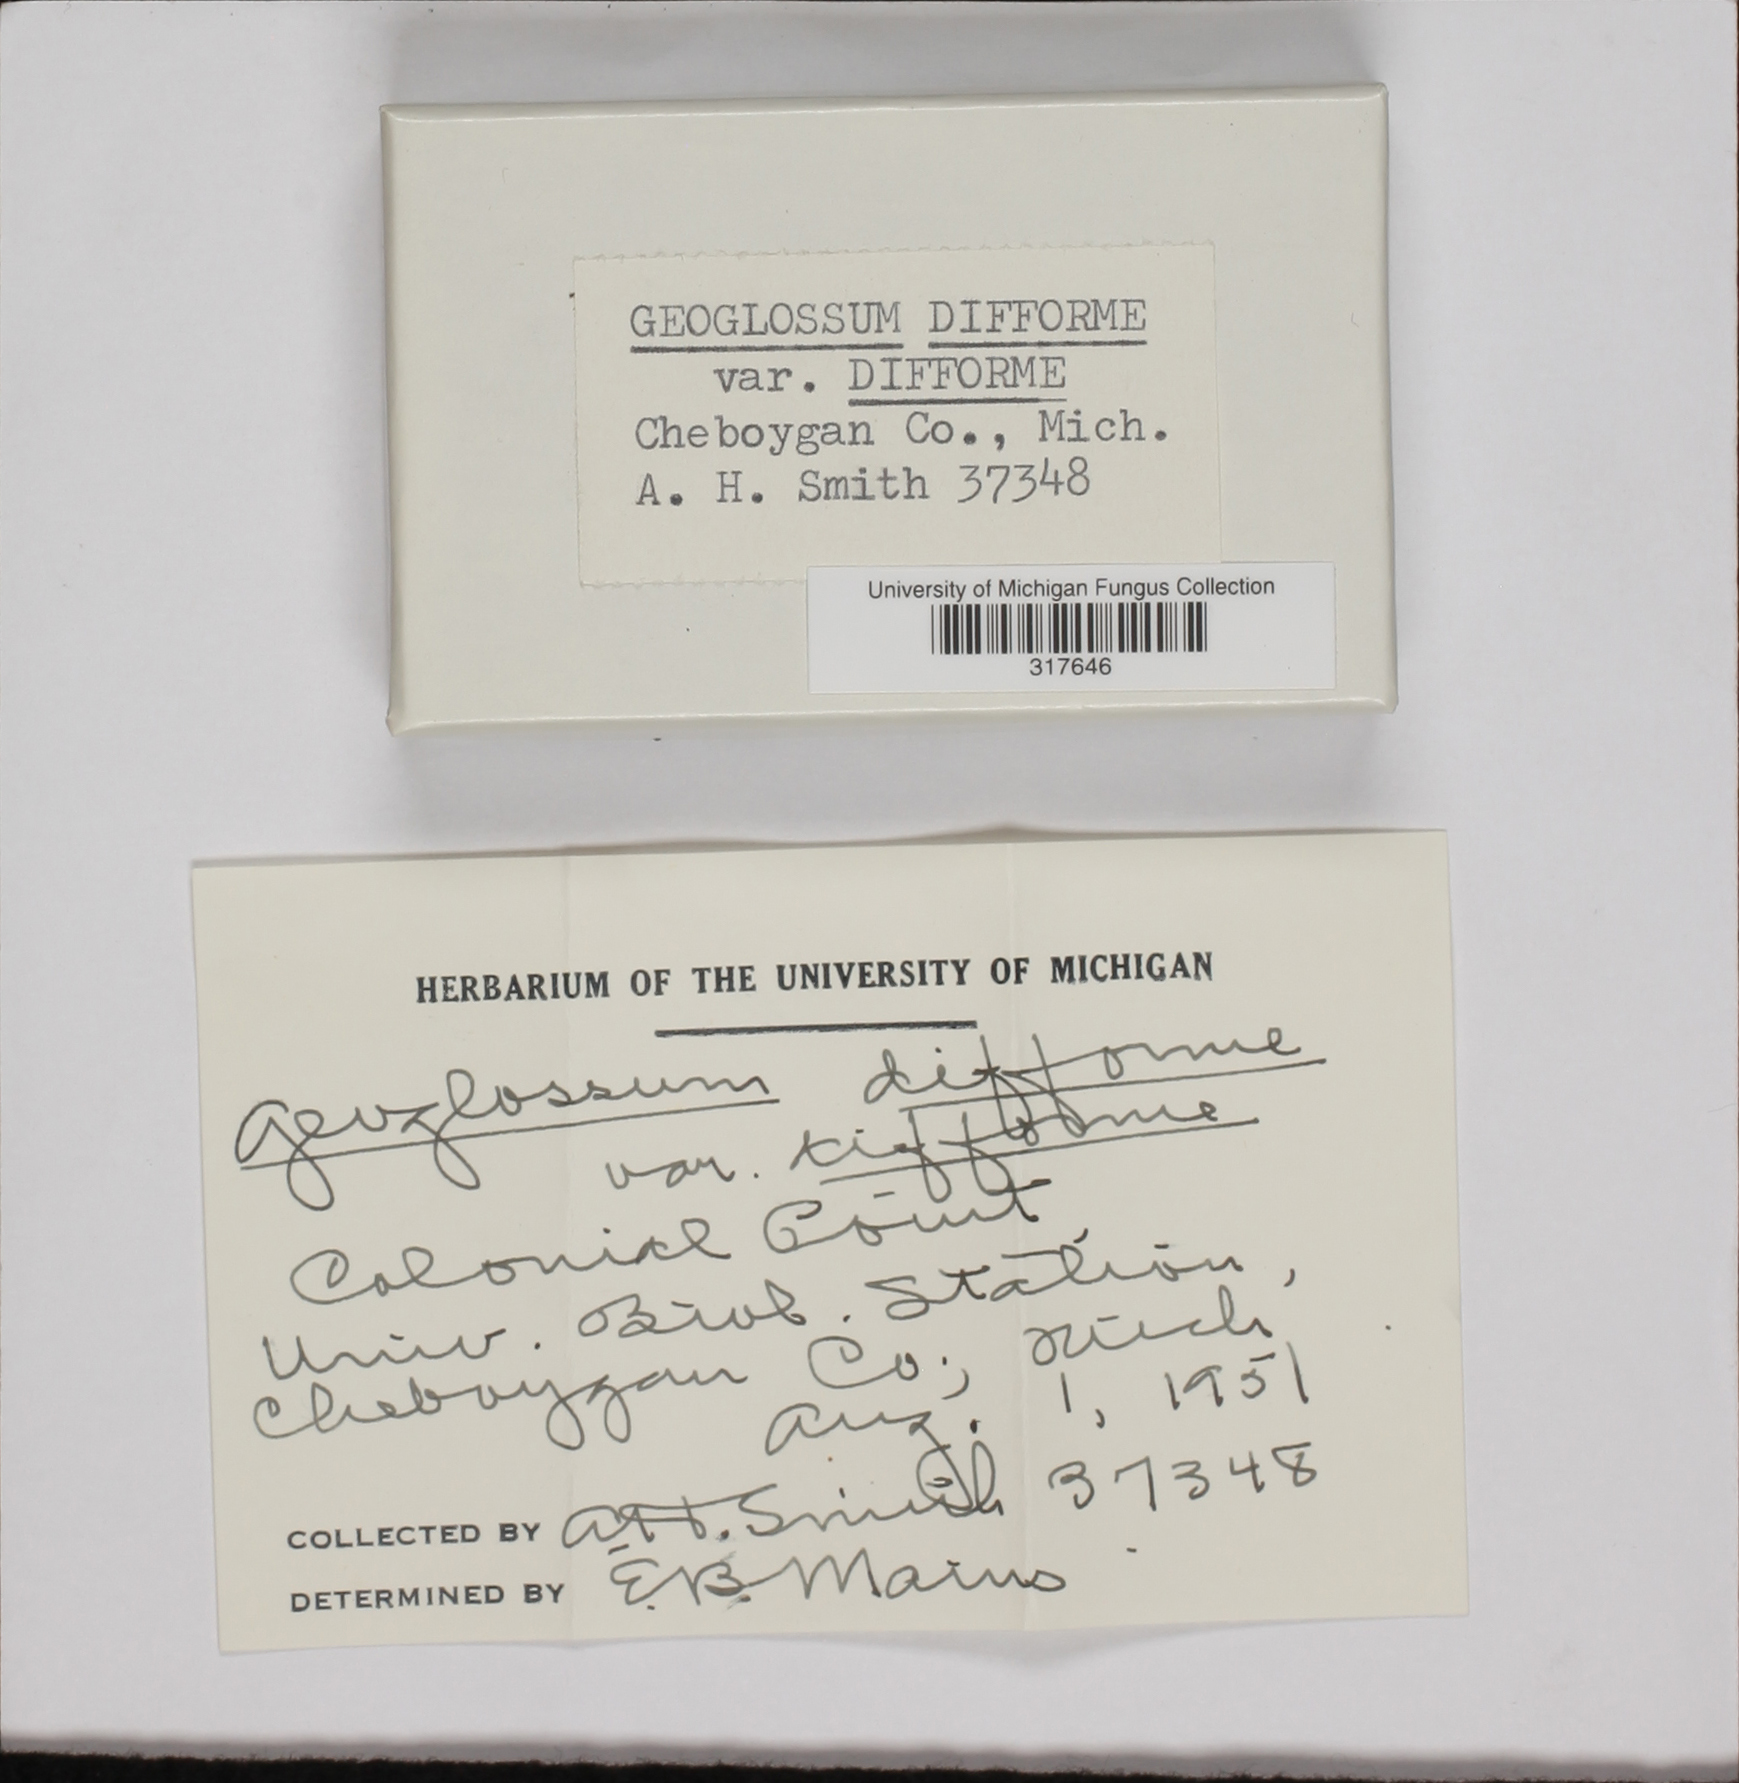 GEOGLOSSUM DIFFORME
var. DIFFORME
Cheboygan Co., Mich.
A. H. Smith 37348
University of Michigan Fungus Collection
317646
HERBARIUM OF THE UNIVERSITY OF MICHIGAN
Geoglossum difforme
var. difforme
Colonial Point,
Univ. Biol. Station,
Cheboygan Co., Mich.
Aug. 1, 1951
COLLECTED BY A.H. Smith 37348
DETERMINED BY E.B. Mains